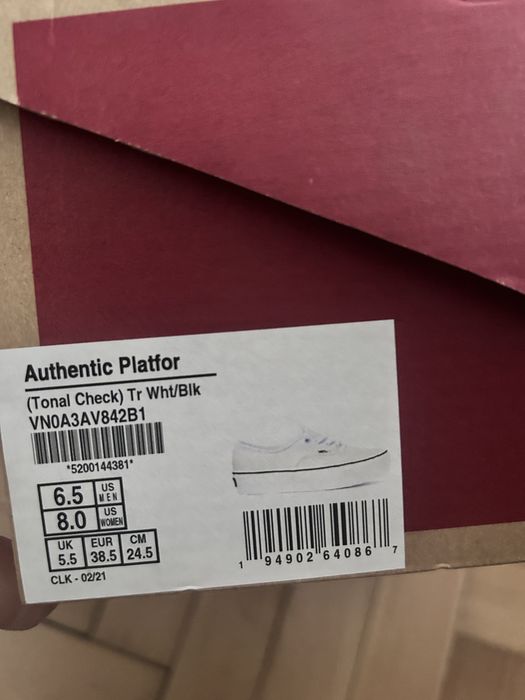 Authentic Platfor
(Tonal Check) Tr Wht/Blk
VN0A3AV842B1
*5200144381*
6.5 US MEN
8.0 US WOMEN
UK EUR CM
5.5 38.5 24.5
CLK - 02/21
1 94902 64086 7